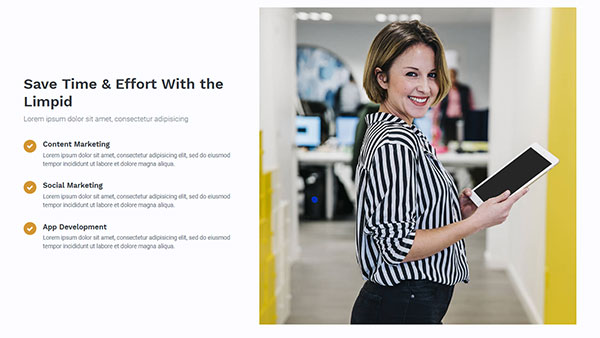 Save Time & Effort With the
Limpid
Lorem ipsum dolor sit amet, consectetur adipisicing
Content Marketing
Lorem ipsum dolor sit amet, consectetur adipisicing elit, sed do eiusmod
tempor incididunt ut labore et dolore magna aliqua.
Social Marketing
Lorem ipsum dolor sit amet, consectetur adipisicing elit, sed do eiusmod
tempor incididunt ut labore et dolore magna aliqua.
App Development
Lorem ipsum dolor sit amet, consectetur adipisicing elit, sed do eiusmod
tempor incididunt ut labore et dolore magna aliqua.